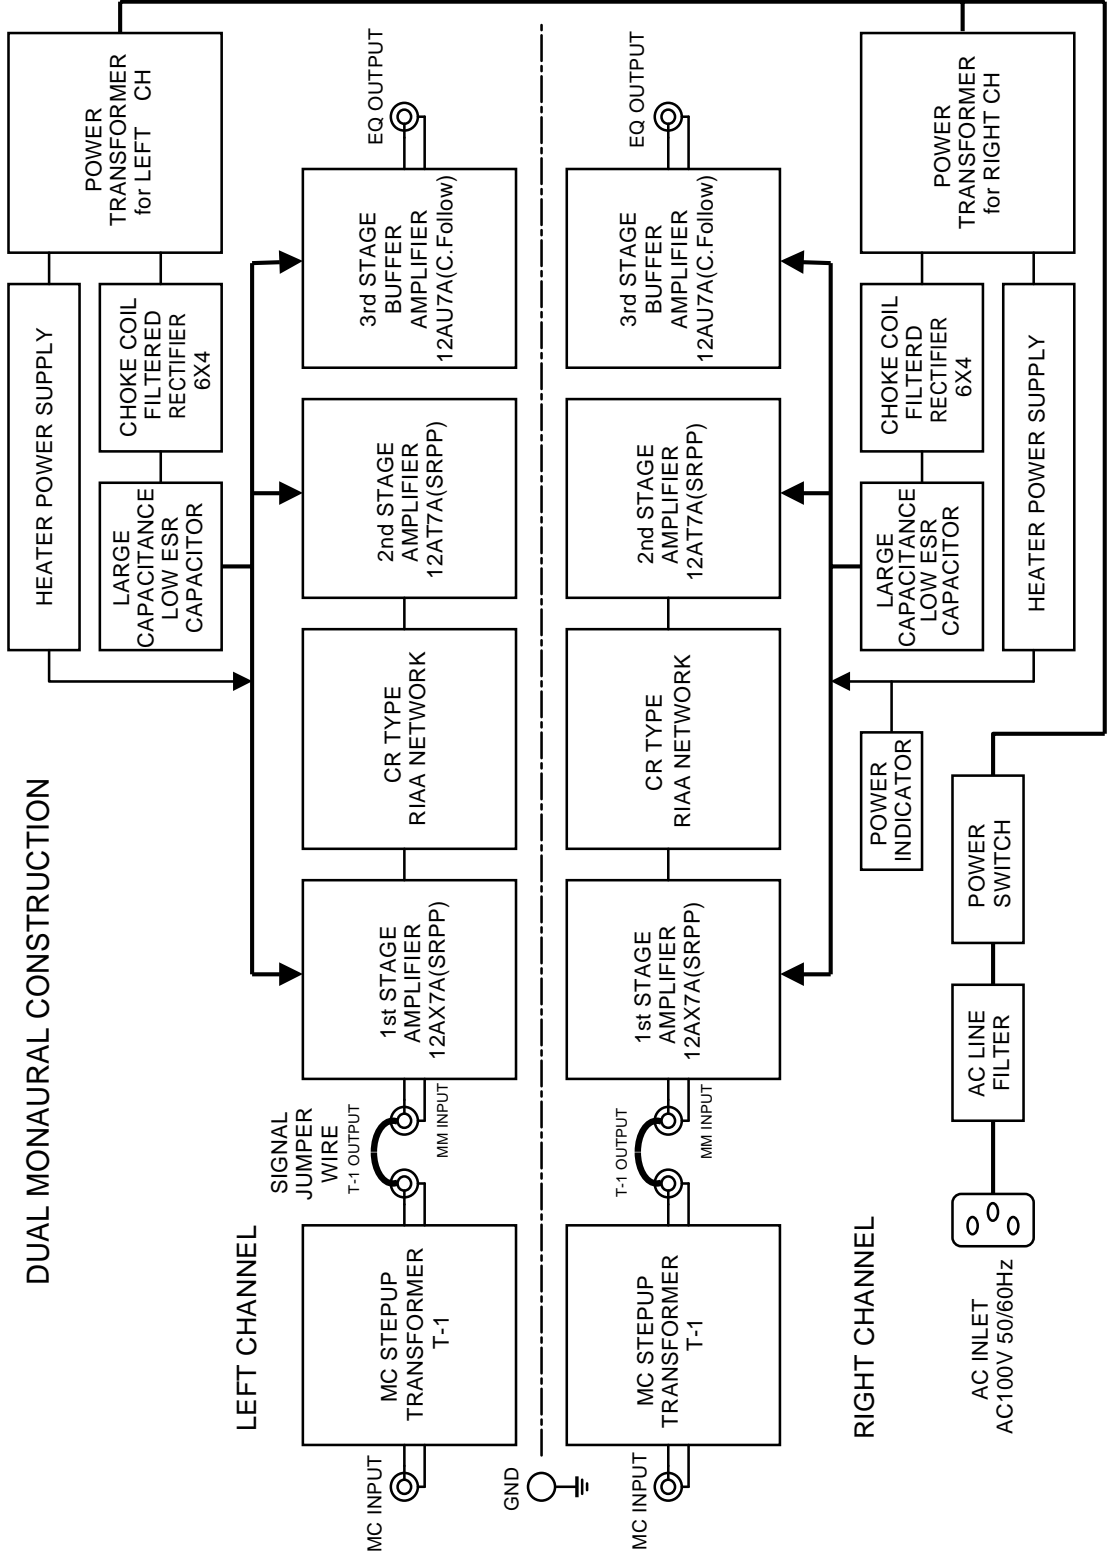 DUAL MONAURAL CONSTRUCTION
LEFT CHANNEL
HEATER POWER SUPPLY
POWER
TRANSFORMER
for LEFT CH
LARGE
CAPACITANCE
LOW ESR
CAPACITOR
CHOKE COIL
FILTERED
RECTIFIER
6X4
MC INPUT
MC STEPUP
TRANSFORMER
T-1
SIGNAL
JUMPER
WIRE
T-1 OUTPUT
MM INPUT
1st STAGE
AMPLIFIER
12AX7A(SRPP)
CR TYPE
RIAA NETWORK
2nd STAGE
AMPLIFIER
12AT7A(SRPP)
3rd STAGE
BUFFER
AMPLIFIER
12AU7A(C.Follow)
EQ OUTPUT
GND
MC INPUT
MC STEPUP
TRANSFORMER
T-1
T-1 OUTPUT
MM INPUT
1st STAGE
AMPLIFIER
12AX7A(SRPP)
CR TYPE
RIAA NETWORK
2nd STAGE
AMPLIFIER
12AT7A(SRPP)
3rd STAGE
BUFFER
AMPLIFIER
12AU7A(C.Follow)
EQ OUTPUT
RIGHT CHANNEL
POWER
INDICATOR
LARGE
CAPACITANCE
LOW ESR
CAPACITOR
CHOKE COIL
FILTERD
RECTIFIER
6X4
POWER
TRANSFORMER
for RIGHT CH
HEATER POWER SUPPLY
AC INLET
AC100V 50/60Hz
AC LINE
FILTER
POWER
SWITCH